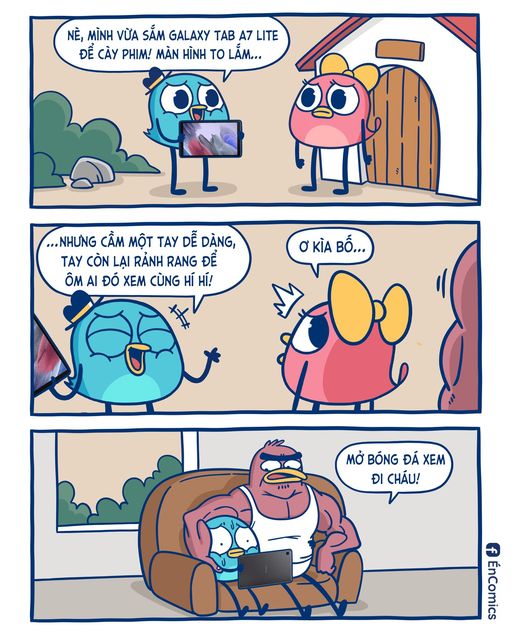 NÈ, MÌNH VỪA SẮM GALAXY TAB A7 LITE
ĐỂ CÀY PHIM! MÀN HÌNH TO LẮM...
...NHƯNG CẦM MỘT TAY DỄ DÀNG,
TAY CÒN LẠI RẢNH RANG ĐỂ
ÔM AI ĐÓ XEM CÙNG HÍ HÍ!
Ơ KÌA BỐ...
MỞ BÓNG ĐÁ XEM
ĐI CHÁU!
ÉnComics